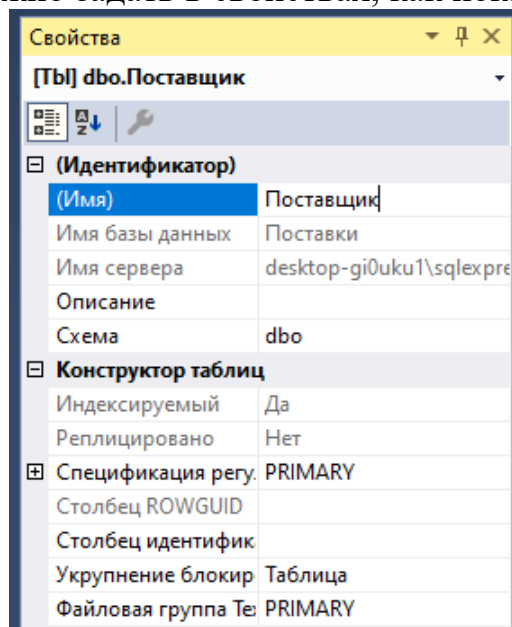 Свойства
[Tbl] dbo.Поставщик
(Идентификатор)
(Имя) Поставщик
Имя базы данных Поставки
Имя сервера desktop-gi0uku1\sqlexpre
Описание
Схема dbo
Конструктор таблиц
Индексируемый Да
Реплицировано Нет
Спецификация регу. PRIMARY
Столбец ROWGUID
Столбец идентифик
Укрупнение блокир Таблица
Файловая группа Te PRIMARY